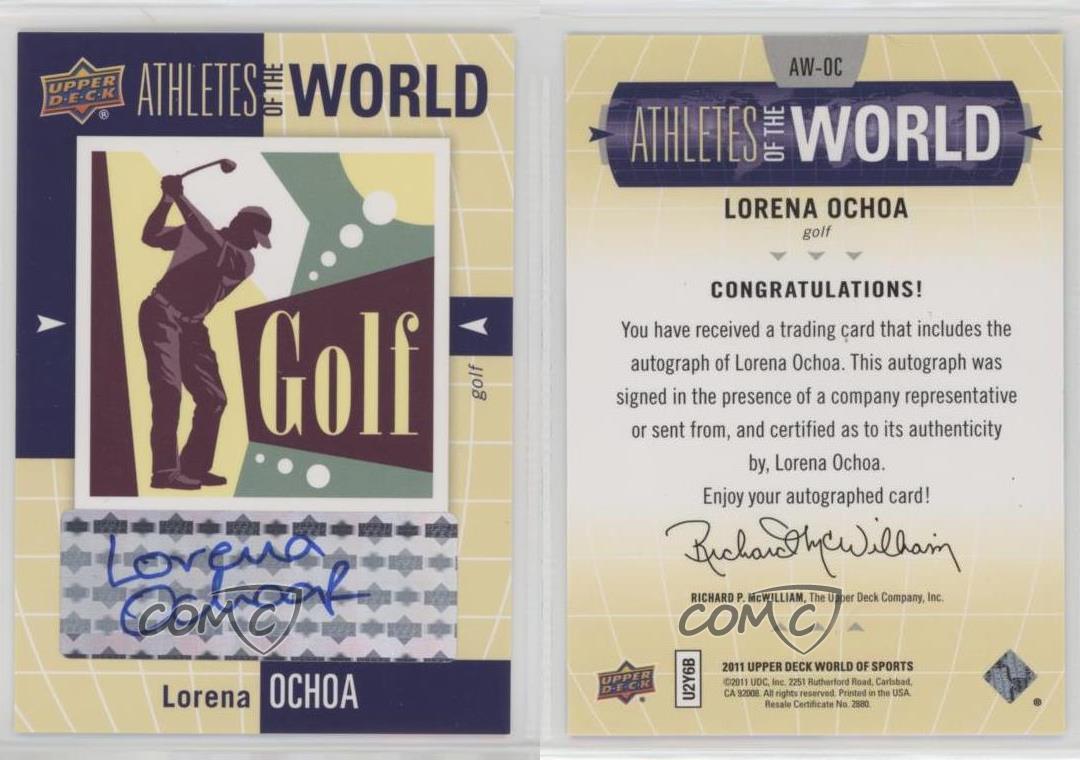 UPPER
D·E·C·K
®
ATHLETES OF THE WORLD
Golf
golf
Lorena
Ochoa
COMC
Lorena OCHOA
AW-OC
ATHLETES OF THE WORLD
LORENA OCHOA
golf
CONGRATULATIONS!
You have received a trading card that includes the
autograph of Lorena Ochoa. This autograph was
signed in the presence of a company representative
or sent from, and certified as to its authenticity
by, Lorena Ochoa.
Enjoy your autographed card!
Richard P McWilliam
RICHARD P. McWILLIAM, The Upper Deck Company, Inc.
COMC
UPPER
D·E·C·K
®
U2Y6B
2011 UPPER DECK WORLD OF SPORTS
©2011 UDC, Inc. 2251 Rutherford Road, Carlsbad,
CA 92008. All rights reserved. Printed in the USA.
Resale Certificate No. 2880.
®